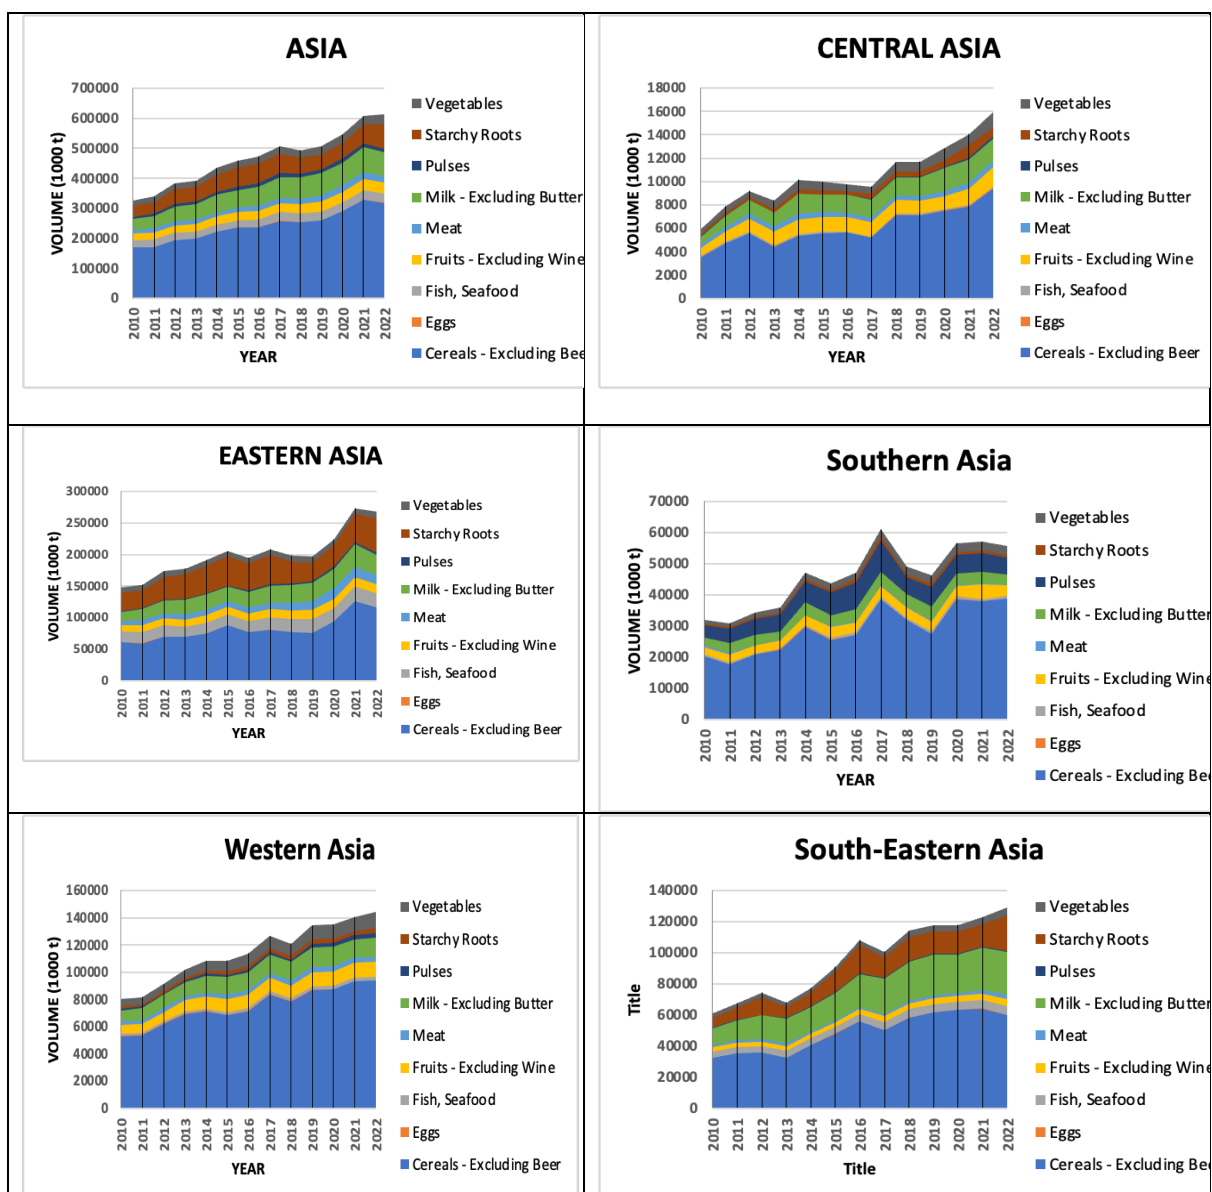 ASIA
VOLUME (1000 t)
700000
600000
500000
400000
300000
200000
100000
0
2010
2011
2012
2013
2014
2015
2016
2017
2018
2019
2020
2021
2022
YEAR
Vegetables
Starchy Roots
Pulses
Milk - Excluding Butter
Meat
Fruits - Excluding Wine
Fish, Seafood
Eggs
Cereals - Excluding Bee
CENTRAL ASIA
VOLUME (1000 t)
18000
16000
14000
12000
10000
8000
6000
4000
2000
0
2010
2011
2012
2013
2014
2015
2016
2017
2018
2019
2020
2021
2022
YEAR
Vegetables
Starchy Roots
Pulses
Milk - Excluding Butter
Meat
Fruits - Excluding Wine
Fish, Seafood
Eggs
Cereals - Excluding Beer
EASTERN ASIA
VOLUME (1000 t)
300000
250000
200000
150000
100000
50000
0
2010
2011
2012
2013
2014
2015
2016
2017
2018
2019
2020
2021
2022
YEAR
Vegetables
Starchy Roots
Pulses
Milk - Excluding Butter
Meat
Fruits - Excluding Wine
Fish, Seafood
Eggs
Cereals - Excluding Beer
Southern Asia
VOLUME (1000 t)
70000
60000
50000
40000
30000
20000
10000
0
2010
2011
2012
2013
2014
2015
2016
2017
2018
2019
2020
2021
2022
YEAR
Vegetables
Starchy Roots
Pulses
Milk - Excluding Butter
Meat
Fruits - Excluding Wine
Fish, Seafood
Eggs
Cereals - Excluding Bee
Western Asia
VOLUME (1000 t)
160000
140000
120000
100000
80000
60000
40000
20000
0
2010
2011
2012
2013
2014
2015
2016
2017
2018
2019
2020
2021
2022
YEAR
Vegetables
Starchy Roots
Pulses
Milk - Excluding Butter
Meat
Fruits - Excluding Wine
Fish, Seafood
Eggs
Cereals - Excluding Beer
South-Eastern Asia
Title
140000
120000
100000
80000
60000
40000
20000
0
2010
2011
2012
2013
2014
2015
2016
2017
2018
2019
2020
2021
2022
Title
Vegetables
Starchy Roots
Pulses
Milk - Excluding Butter
Meat
Fruits - Excluding Wine
Fish, Seafood
Eggs
Cereals - Excluding Bee